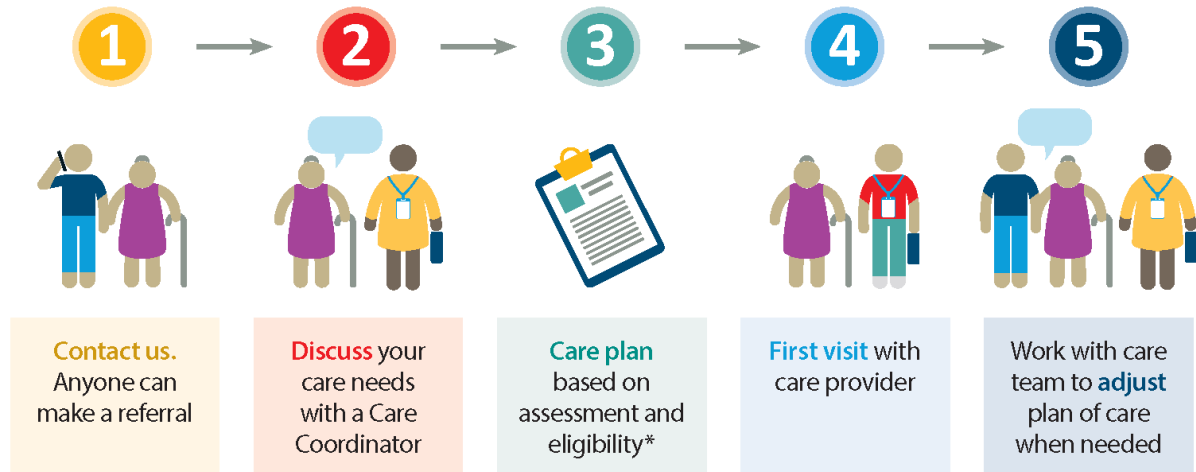 1
2
3
4
5
Contact us.
Anyone can
make a referral
Discuss your
care needs
with a Care
Coordinator
Care plan
based on
assessment and
eligibility*
First visit with
care provider
Work with care
team to adjust
plan of care
when needed